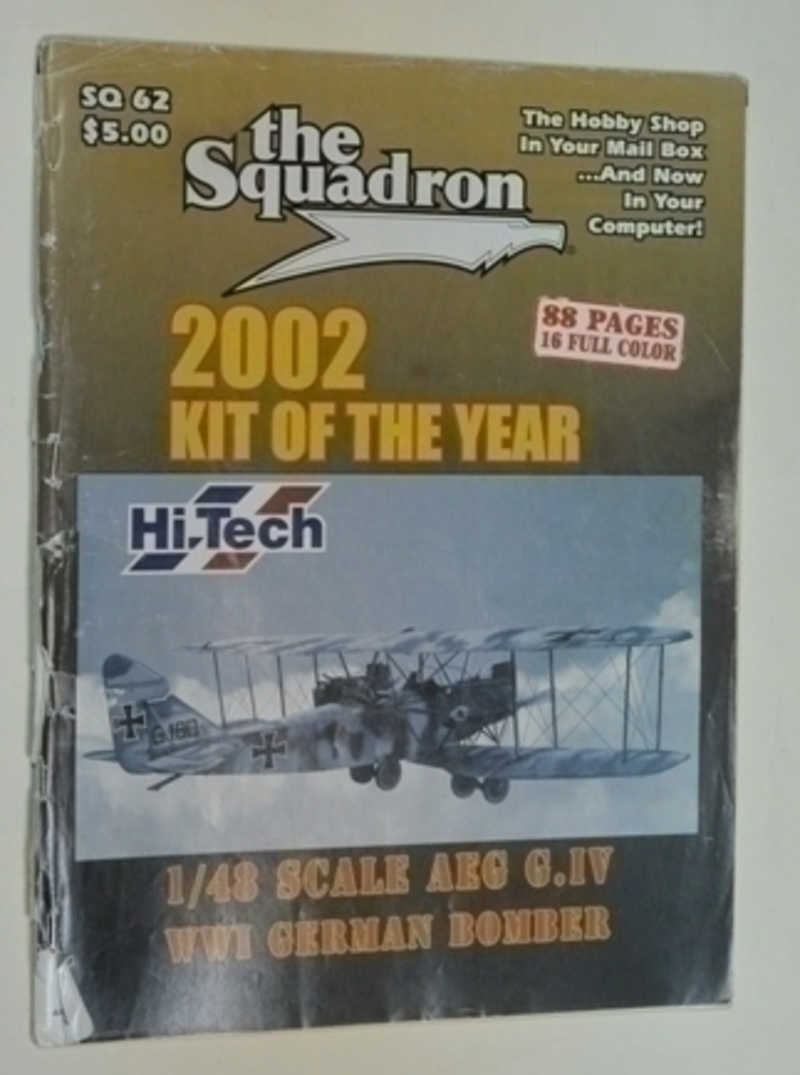 SQ 62
$5.00
the
Squadron
The Hobby Shop
In Your Mail Box
...And Now
In Your
Computer!
2002
KIT OF THE YEAR
88 PAGES
16 FULL COLOR
Hi-Tech
1/48 SCALE AEG G.IV
WWI GERMAN BOMBER